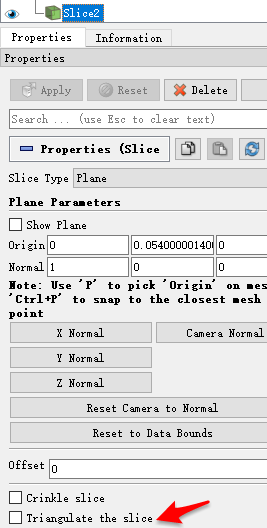 Slice2
Properties Information
Properties
Apply Reset Delete
Search ... (use Esc to clear text)
Properties (Slice
Slice Type Plane
Plane Parameters
Show Plane
Origin 0 0.05400000140 0
Normal 1 0 0
Note: Use 'P' to pick 'Origin' on mes
'Ctrl+P' to snap to the closest mesh
point
X Normal Camera Normal
Y Normal
Z Normal
Reset Camera to Normal
Reset to Data Bounds
Offset 0
Crinkle slice
Triangulate the slice